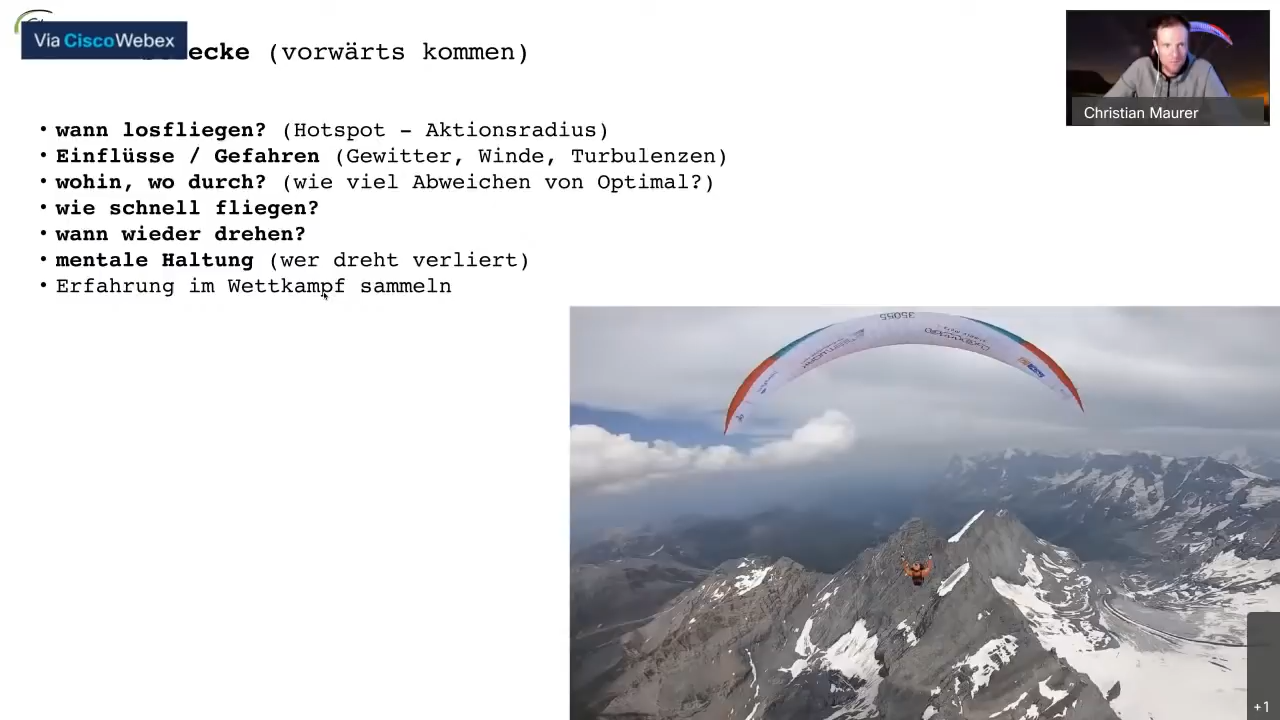 Via CiscoWebex
ecke (vorwärts kommen)
Christian Maurer
• wann losfliegen? (Hotspot – Aktionsradius)
• Einflüsse / Gefahren (Gewitter, Winde, Turbulenzen)
• wohin, wo durch? (wie viel Abweichen von Optimal?)
• wie schnell fliegen?
• wann wieder drehen?
• mentale Haltung (wer dreht verliert)
• Erfahrung im Wettkampf sammeln
35055
+1